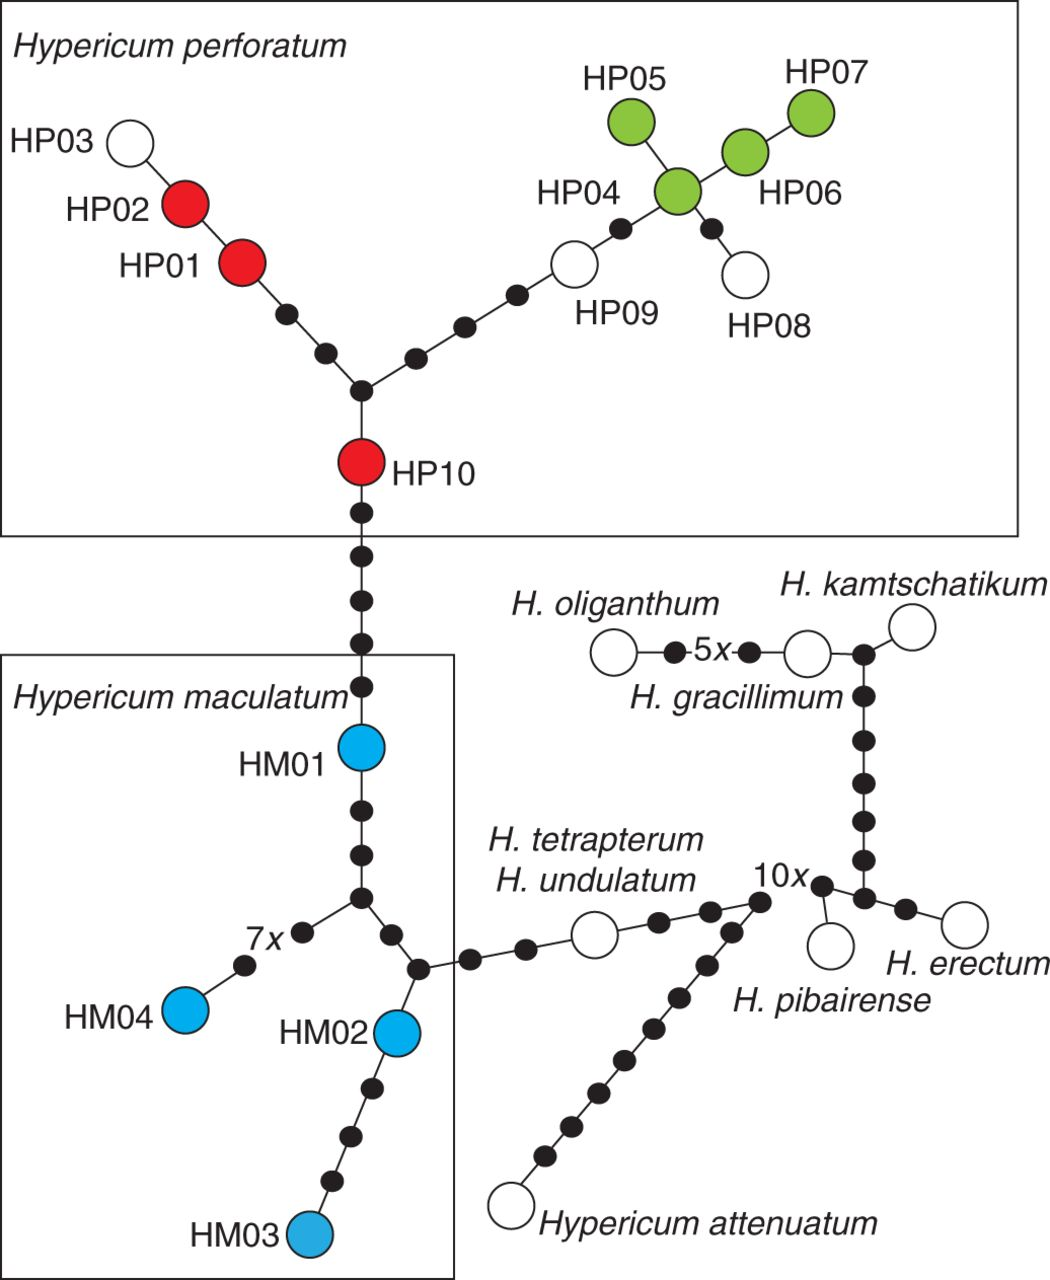 Hypericum perforatum
HP03
HP02
HP01
HP05
HP07
HP04
HP06
HP09
HP08
HP10
Hypericum maculatum
HM01
7x
HM04
HM02
HM03
H. oliganthum
H. kamtschatikum
5x
H. gracillimum
H. tetrapterum
H. undulatum
10x
H. erectum
H. pibairense
Hypericum attenuatum